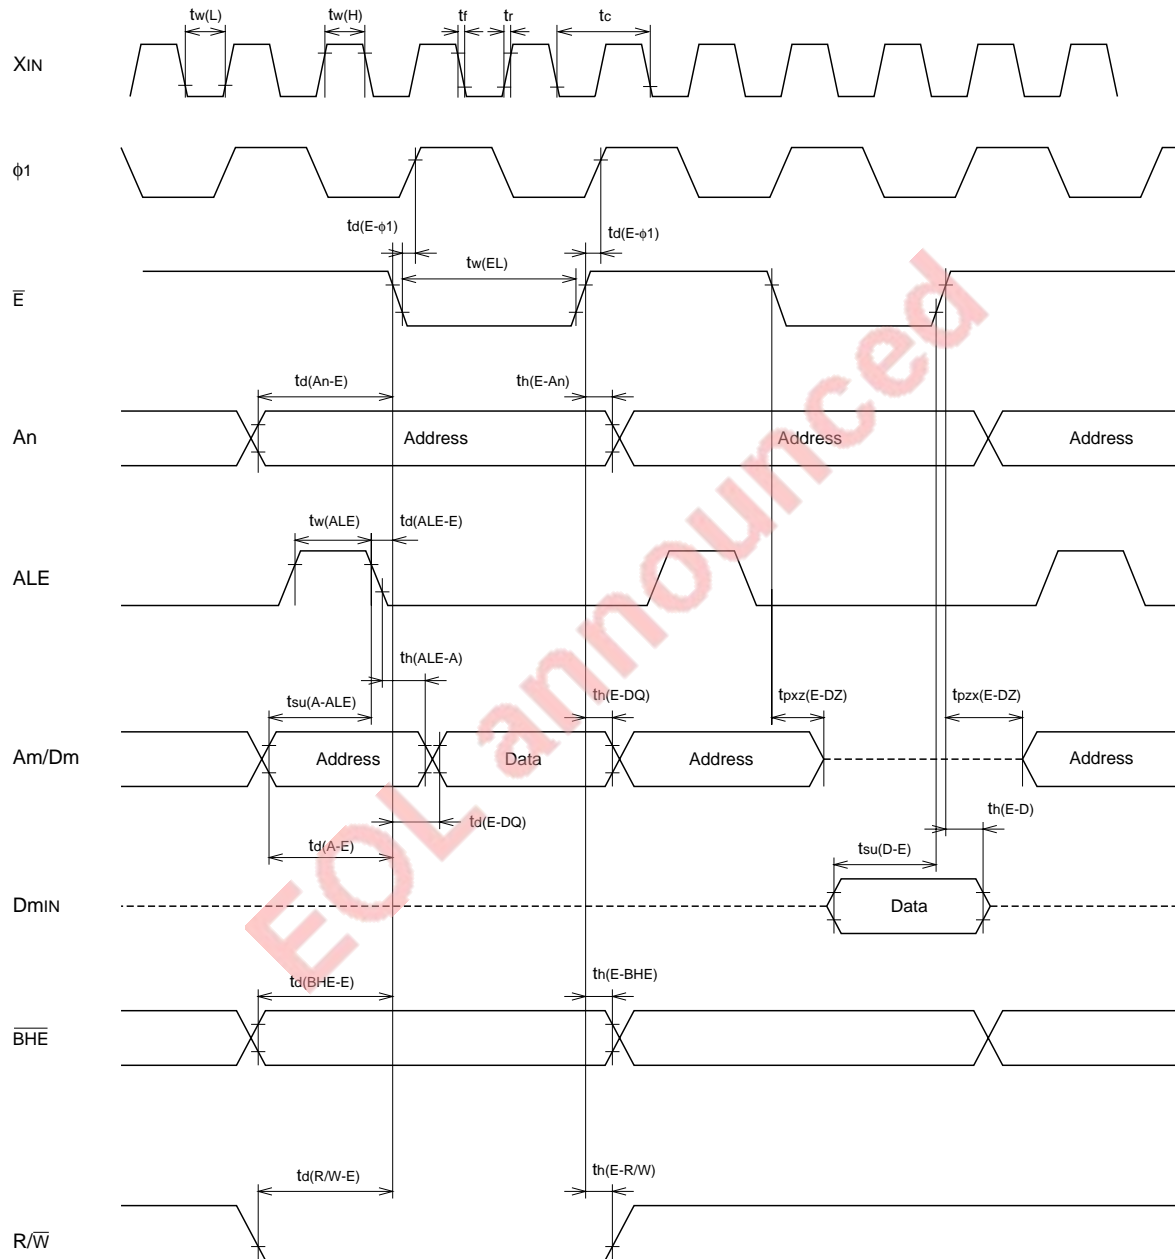 tw(L) tw(H) tf tr tc
XIN
ϕ1
td(E-ϕ1) td(E-ϕ1)
tw(EL)
E̅
td(An-E) th(E-An)
An Address Address Address
tw(ALE) td(ALE-E)
ALE
th(ALE-A)
tsu(A-ALE) th(E-DQ) tpxz(E-DZ) tpzx(E-DZ)
Am/Dm Address Data Address Address
td(E-DQ) th(E-D)
td(A-E) tsu(D-E)
DmIN Data
td(BHE-E) th(E-BHE)
B̅H̅E̅
td(R/W-E) th(E-R/W)
R/W̅
EOL announced